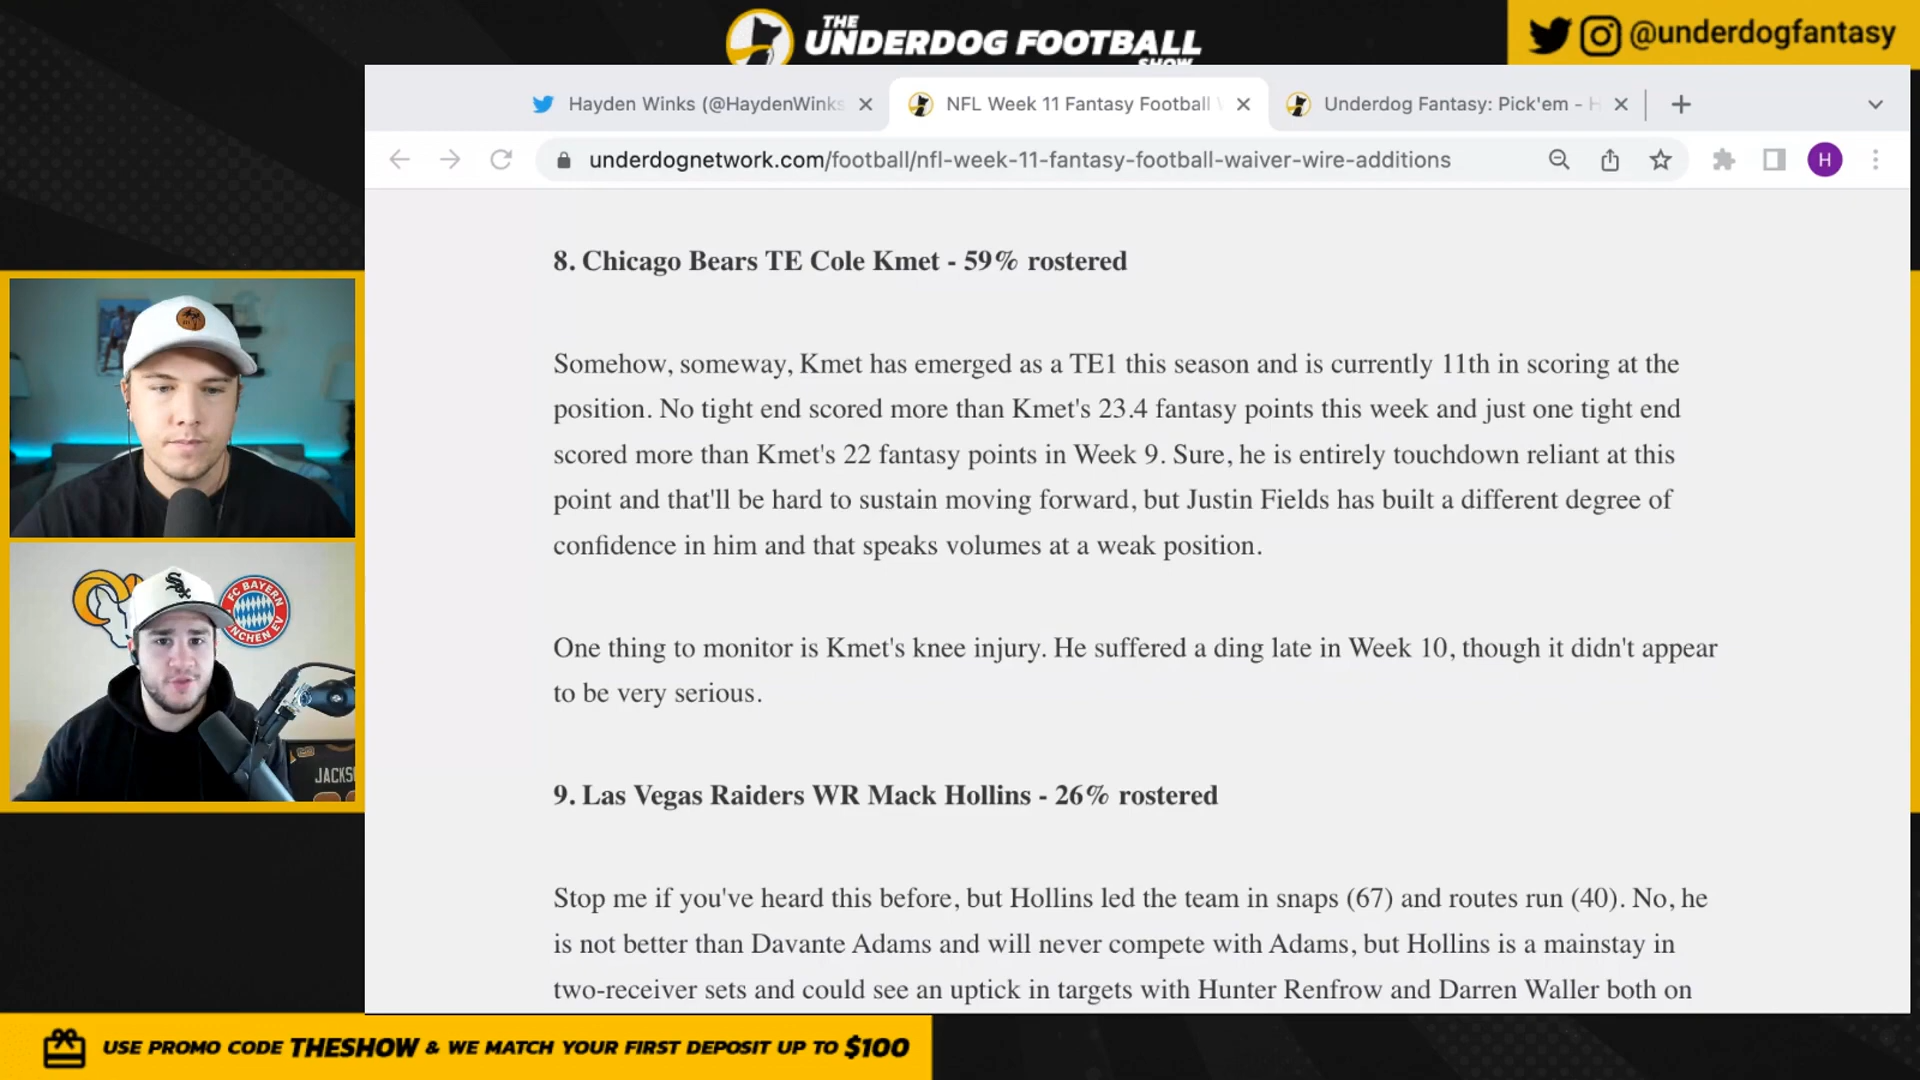 THE
UNDERDOG FOOTBALL
SHOW
@underdogfantasy
Hayden Winks (@HaydenWinks
NFL Week 11 Fantasy Football
Underdog Fantasy: Pick'em -
underdognetwork.com/football/nfl-week-11-fantasy-football-waiver-wire-additions
H
8. Chicago Bears TE Cole Kmet - 59% rostered
Somehow, someway, Kmet has emerged as a TE1 this season and is currently 11th in scoring at the
position. No tight end scored more than Kmet's 23.4 fantasy points this week and just one tight end
scored more than Kmet's 22 fantasy points in Week 9. Sure, he is entirely touchdown reliant at this
point and that'll be hard to sustain moving forward, but Justin Fields has built a different degree of
confidence in him and that speaks volumes at a weak position.
One thing to monitor is Kmet's knee injury. He suffered a ding late in Week 10, though it didn't appear
to be very serious.
9. Las Vegas Raiders WR Mack Hollins - 26% rostered
Stop me if you've heard this before, but Hollins led the team in snaps (67) and routes run (40). No, he
is not better than Davante Adams and will never compete with Adams, but Hollins is a mainstay in
two-receiver sets and could see an uptick in targets with Hunter Renfrow and Darren Waller both on
Sox
FC BAYERN
NCHEN EV
JACKS
USE PROMO CODE THESHOW & WE MATCH YOUR FIRST DEPOSIT UP TO $100